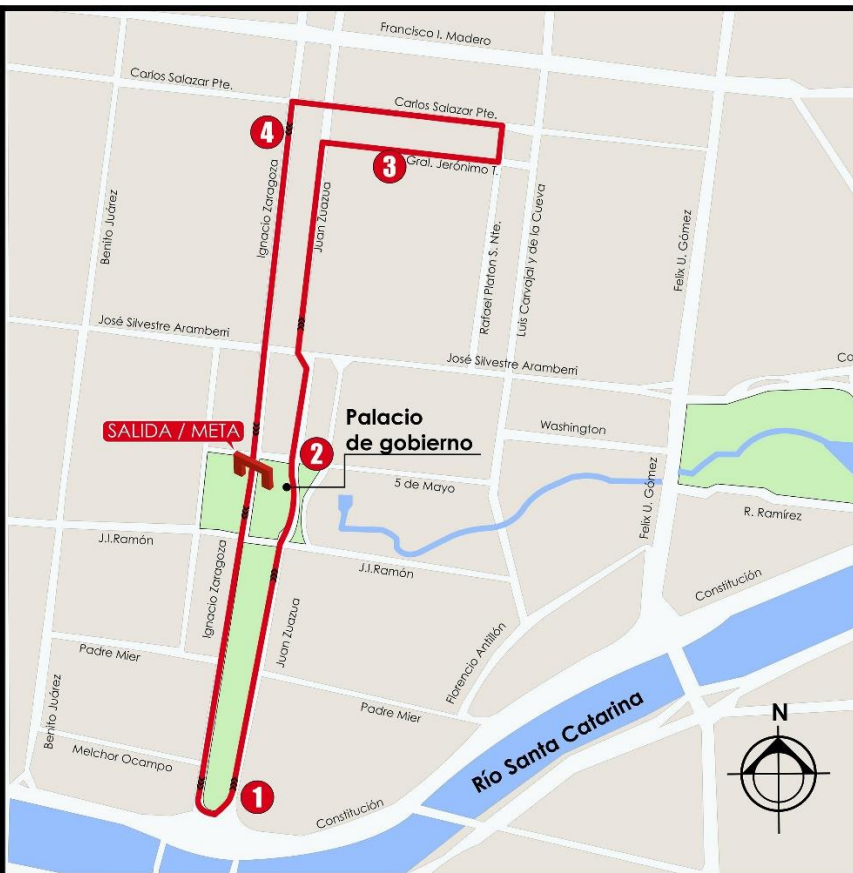 Francisco I. Madero
Carlos Salazar Pte.
Carlos Salazar Pte.
4
3
Gral. Jerónimo T.
Benito Juárez
Ignacio Zaragoza
Juan Zuazua
Rafael Platon S. Nte.
Luis Carvajal y de la Cueva
Felix U. Gómez
José Silvestre Aramberri
José Silvestre Aramberri
Co
SALIDA / META
Palacio
de gobierno
2
Washington
5 de Mayo
Felix U. Gómez
R. Ramírez
J.I.Ramón
J.I.Ramón
Ignacio Zaragoza
Juan Zuazua
Constitución
Florencio Antillón
Padre Mier
Padre Mier
Benito Juárez
Melchor Ocampo
Río Santa Catarina
N
1
Constitución